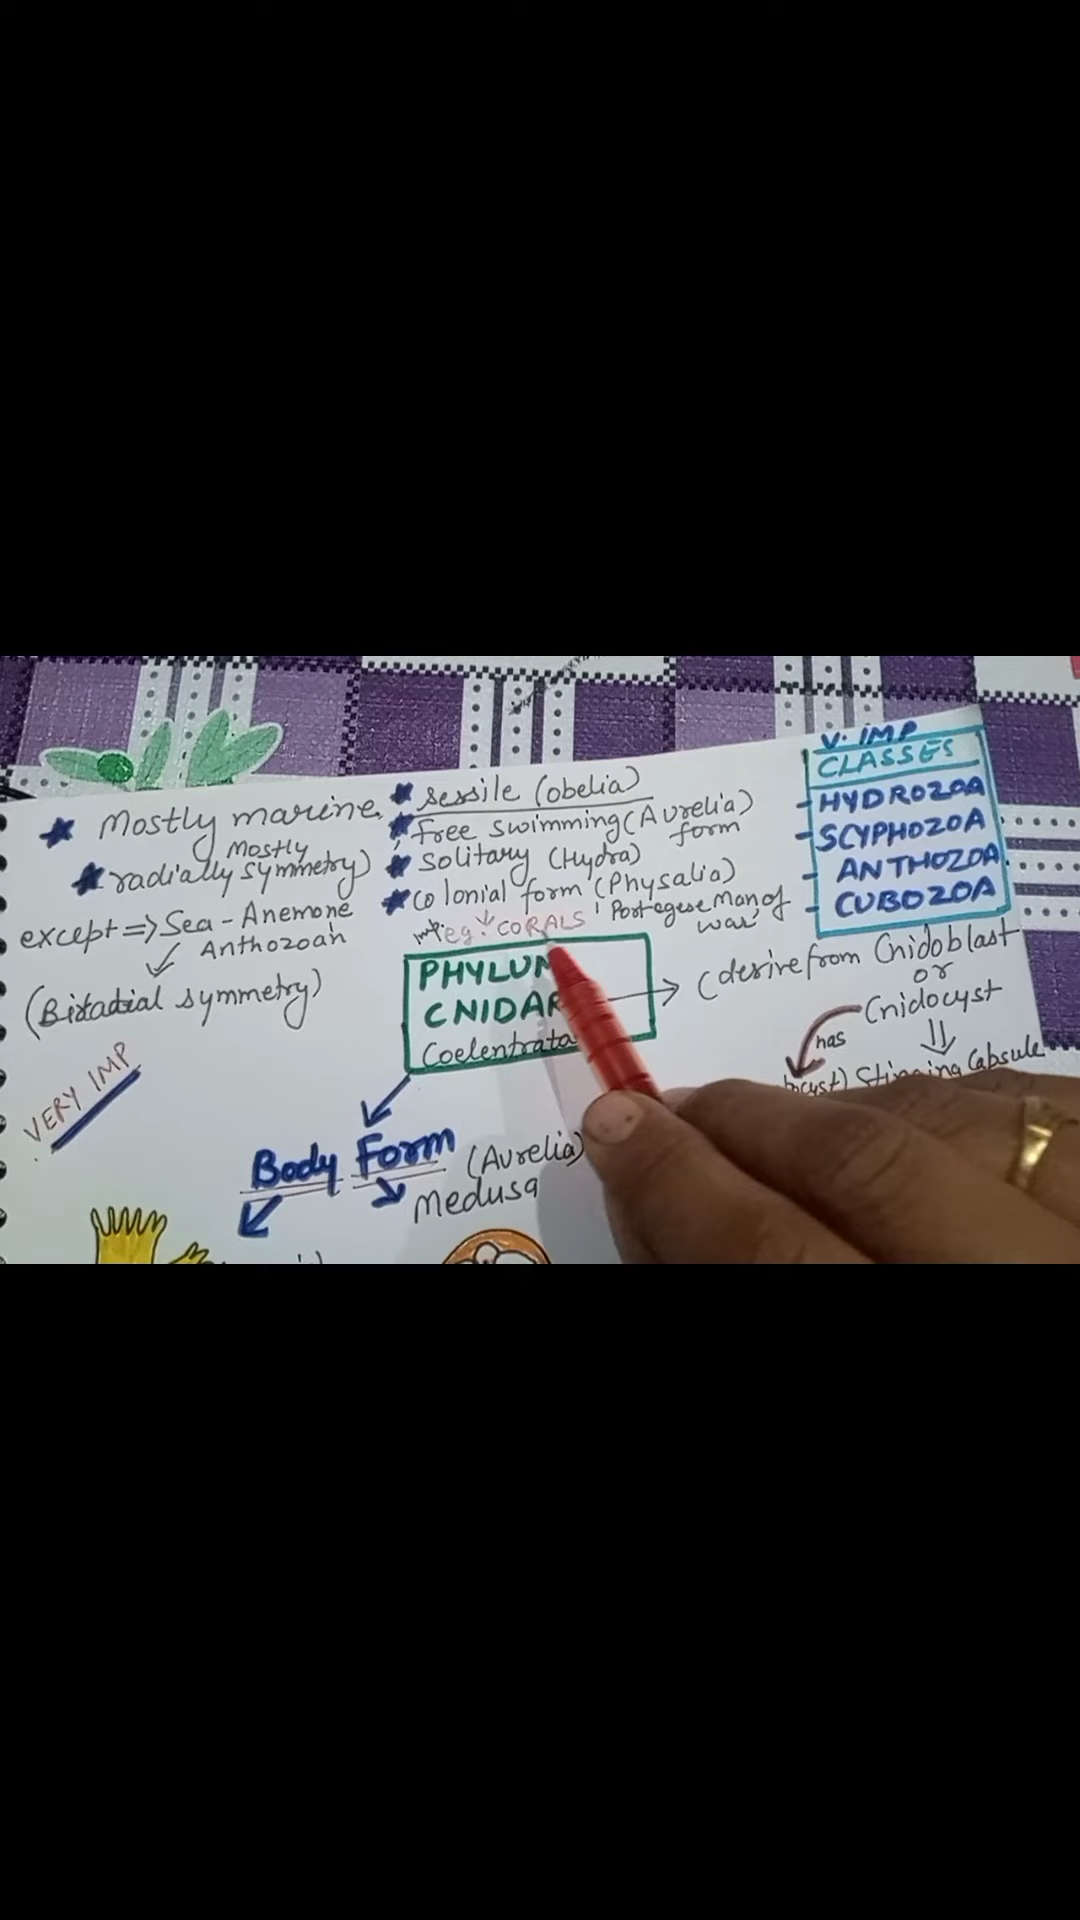 ★ Mostly marine.
Mostly
★ radially symmetry)
except => Sea-Anemone
Anthozoan
(Biradial symmetry)
VERY IMP
★ sessile (obelia)
★ free swimming (Aurelia)
form
★ solitary (Hydra)
★ colonial form (Physalia)
imp. eg. CORALS ' Portegese Man of
war'
V. IMP
CLASSES
- HYDROZOA
- SCYPHOZOA
- ANTHOZOA
- CUBOZOA
PHYLUM
CNIDAR
Coelentrata
(derive from Cnidoblast
or
Cnidocyst
has
Stinging Capsule
Body Form (Aurelia)
Medusa